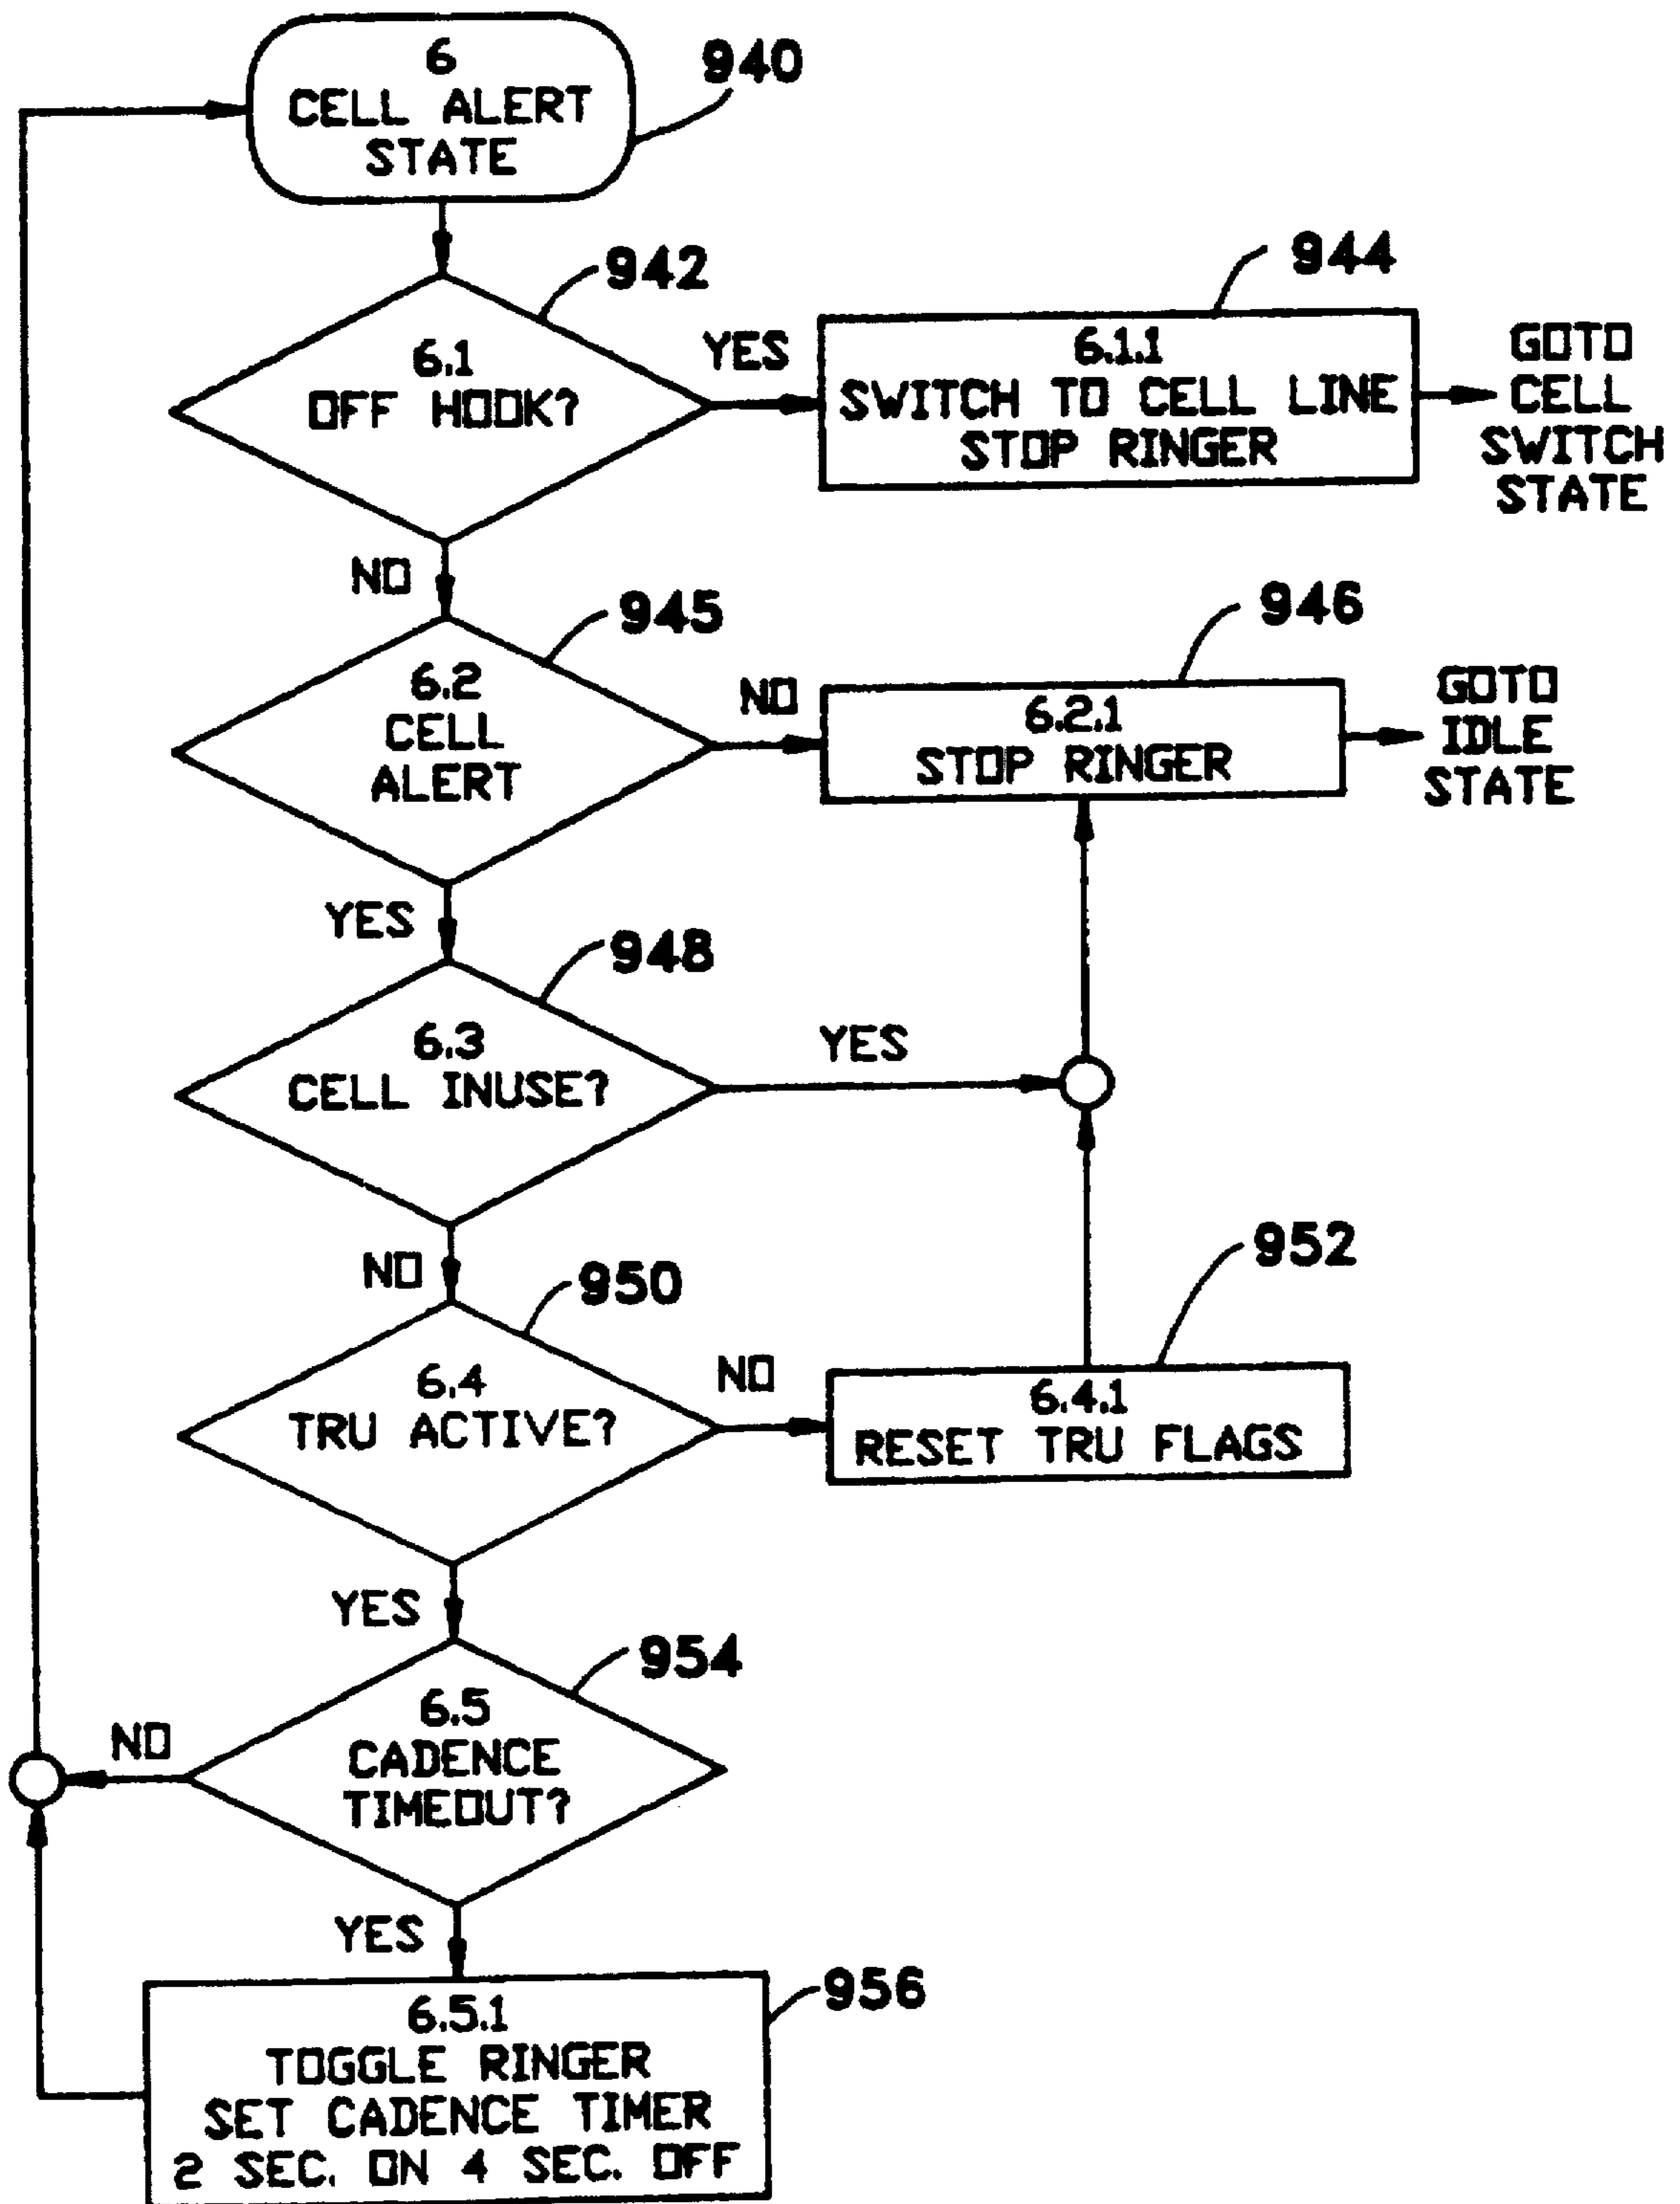 6
CELL ALERT
STATE
940
6.1
OFF HOOK?
942
YES
6.1.1
SWITCH TO CELL LINE
STOP RINGER
944
GOTO
CELL
SWITCH
STATE
NO
6.2
CELL
ALERT
945
NO
6.2.1
STOP RINGER
946
GOTO
IDLE
STATE
YES
6.3
CELL INUSE?
948
YES
NO
6.4
TRU ACTIVE?
950
NO
6.4.1
RESET TRU FLAGS
952
YES
6.5
CADENCE
TIMEOUT?
954
NO
YES
6.5.1
TOGGLE RINGER
SET CADENCE TIMER
2 SEC. ON 4 SEC. OFF
956